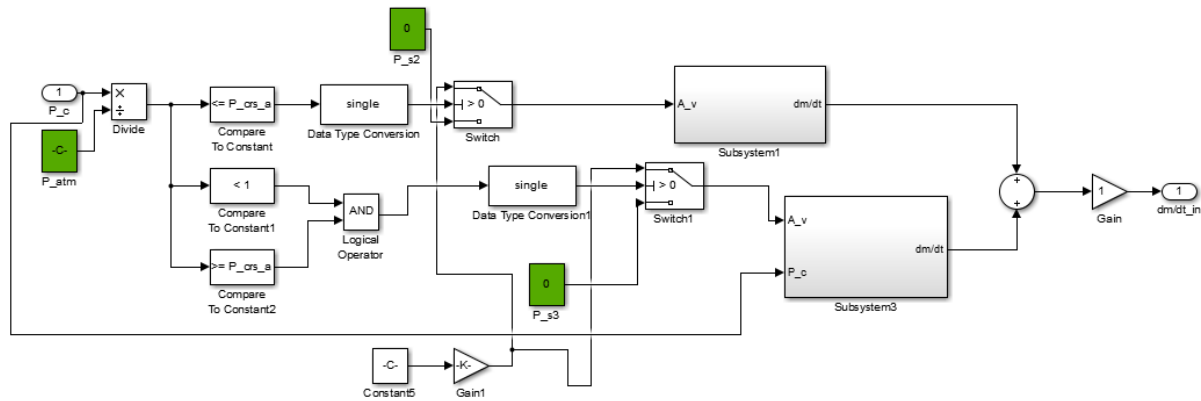 0
P_s2
1
P_c
×
÷
Divide
-C-
P_atm
<= P_crs_a
Compare
To Constant
single
Data Type Conversion
> 0
Switch
A_v
dm/dt
Subsystem1
< 1
Compare
To Constant1
AND
Logical
Operator
single
Data Type Conversion1
> 0
Switch1
>= P_crs_a
Compare
To Constant2
0
P_s3
A_v
P_c
dm/dt
Subsystem3
+
+
1
Gain
1
dm/dt_in
-C-
Constant5
-K-
Gain1